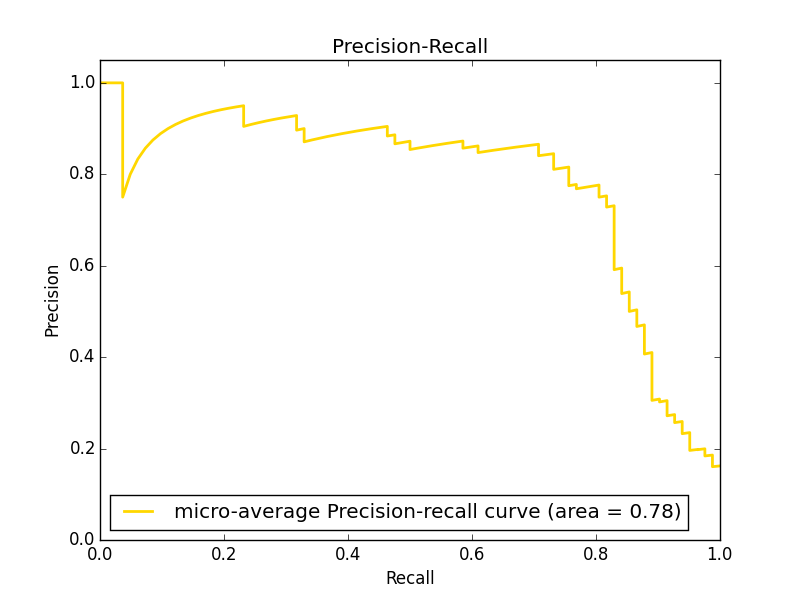 Precision-Recall
1.0
0.8
0.6
0.4
0.2
0.0
Precision
micro-average Precision-recall curve (area = 0.78)
0.0 0.2 0.4 0.6 0.8 1.0
Recall